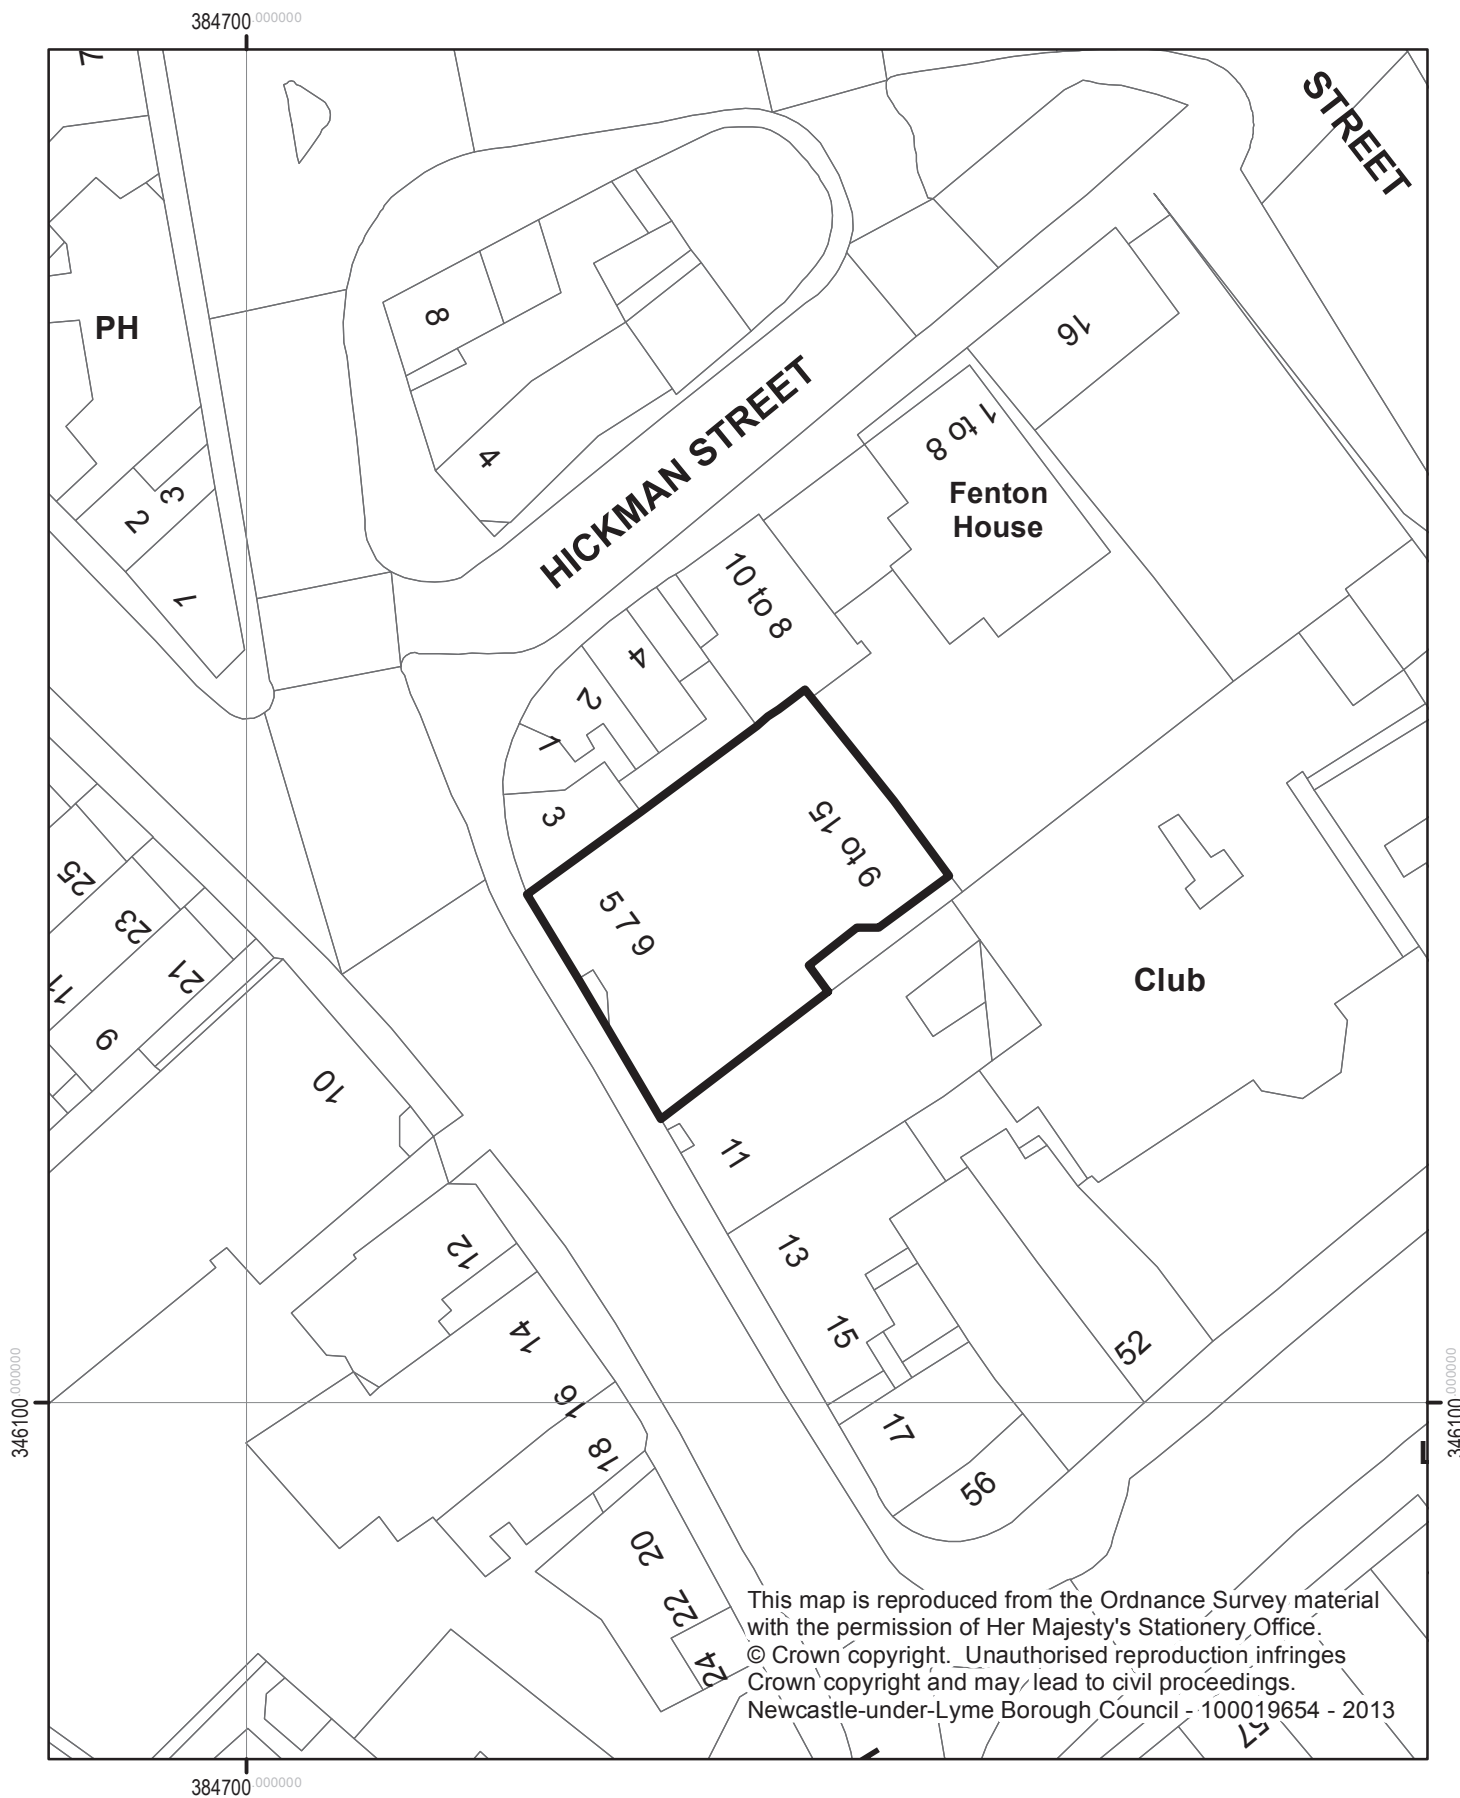 384700.000000
7
STREET
PH
8
16
4
HICKMAN STREET
1 to 8
Fenton
House
3
2
1
10 to 8
4
2
1
3
9 to 15
5 7 9
25
23
21
11
9
Club
10
11
12
13
14
15
16
52
346100.000000
346100.000000
17
18
56
20
22
24
This map is reproduced from the Ordnance Survey material
with the permission of Her Majesty's Stationery Office.
© Crown copyright. Unauthorised reproduction infringes
Crown copyright and may lead to civil proceedings.
Newcastle-under-Lyme Borough Council - 100019654 - 2013
57
384700.000000